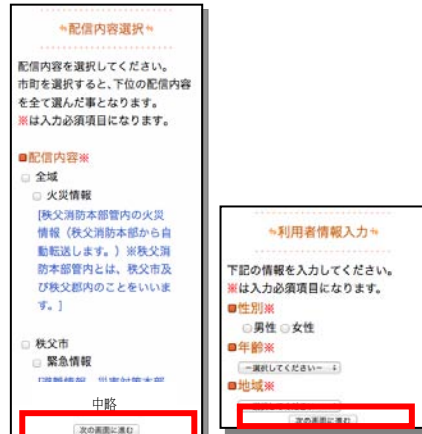 配信内容選択
配信内容を選択してください。
市町を選択すると、下位の配信内容
を全て選んだ事となります。
※は入力必須項目になります。
■配信内容※
全域
火災情報
[秩父消防本部管内の火災
情報（秩父消防本部から自
動転送します。）※秩父消
防本部管内とは、秩父市及
び秩父郡内のことをいいま
す。]
秩父市
緊急情報
中略
次の画面に進む
利用者情報入力
下記の情報を入力してください。
※は入力必須項目になります。
■性別※
男性 女性
■年齢※
−選択してください−
■地域※
次の画面に進む